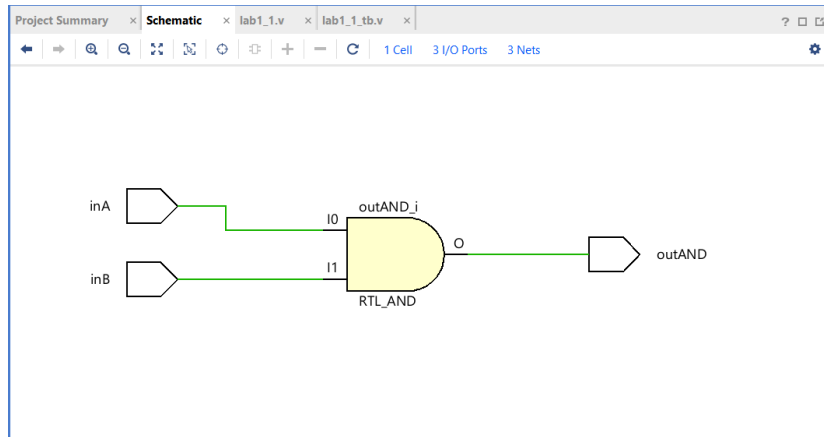 Project Summary × Schematic × lab1_1.v × lab1_1_tb.v × ?
1 Cell 3 I/O Ports 3 Nets
inA
outAND_i
I0
O
outAND
I1
inB
RTL_AND